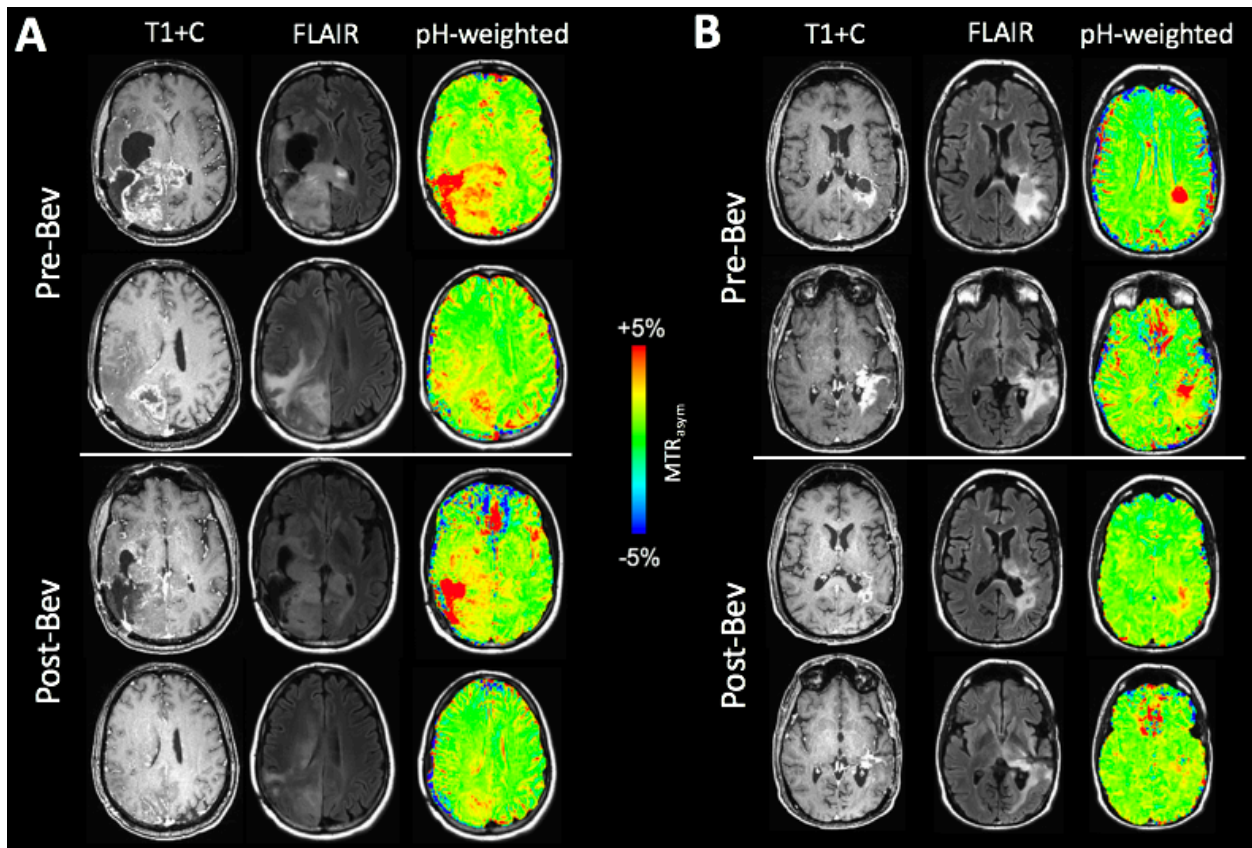 A
T1+C FLAIR pH-weighted
Pre-Bev
Post-Bev
+5%
MTRasym
-5%
B
T1+C FLAIR pH-weighted
Pre-Bev
Post-Bev